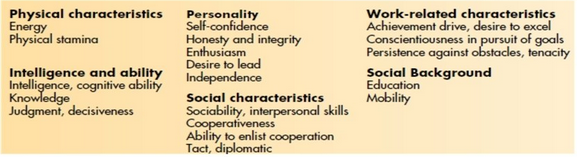 Physical characteristics
Energy
Physical stamina
Intelligence and ability
Intelligence, cognitive ability
Knowledge
Judgment, decisiveness
Personality
Self-confidence
Honesty and integrity
Enthusiasm
Desire to lead
Independence
Social characteristics
Sociability, interpersonal skills
Cooperativeness
Ability to enlist cooperation
Tact, diplomatic
Work-related characteristics
Achievement drive, desire to excel
Conscientiousness in pursuit of goals
Persistence against obstacles, tenacity
Social Background
Education
Mobility